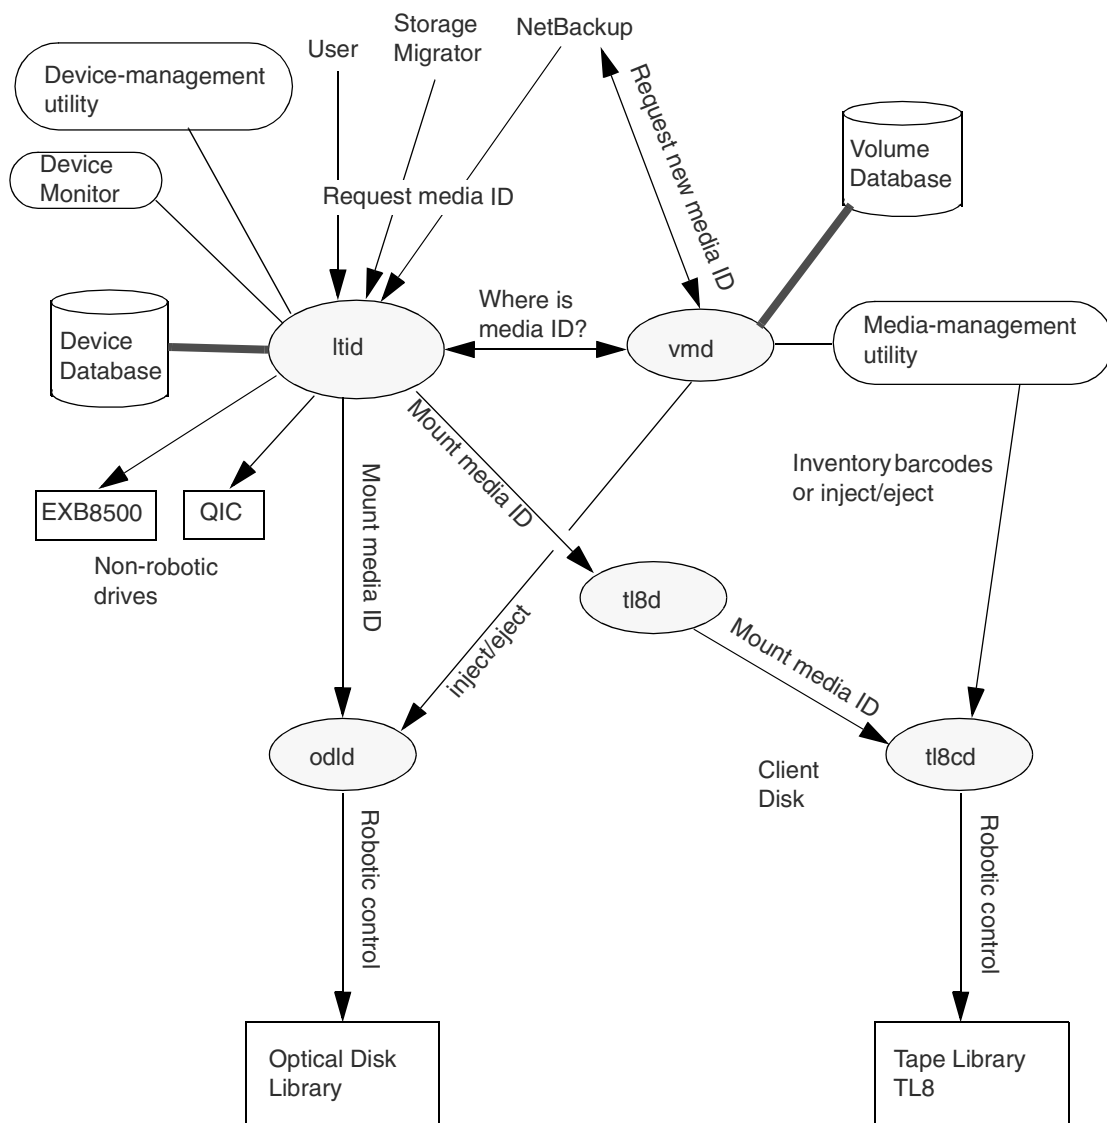 Storage
Migrator
NetBackup
User
Device-management
utility
Device
Monitor
Request media ID
Request new media ID
Volume
Database
Where is
media ID?
Device
Database
ltid
vmd
Media-management
utility
Mount media ID
Mount media ID
Inventory barcodes
or inject/eject
EXB8500
QIC
Non-robotic
drives
tl8d
inject/eject
Mount media ID
odld
tl8cd
Client
Disk
Robotic control
Robotic control
Optical Disk
Library
Tape Library
TL8